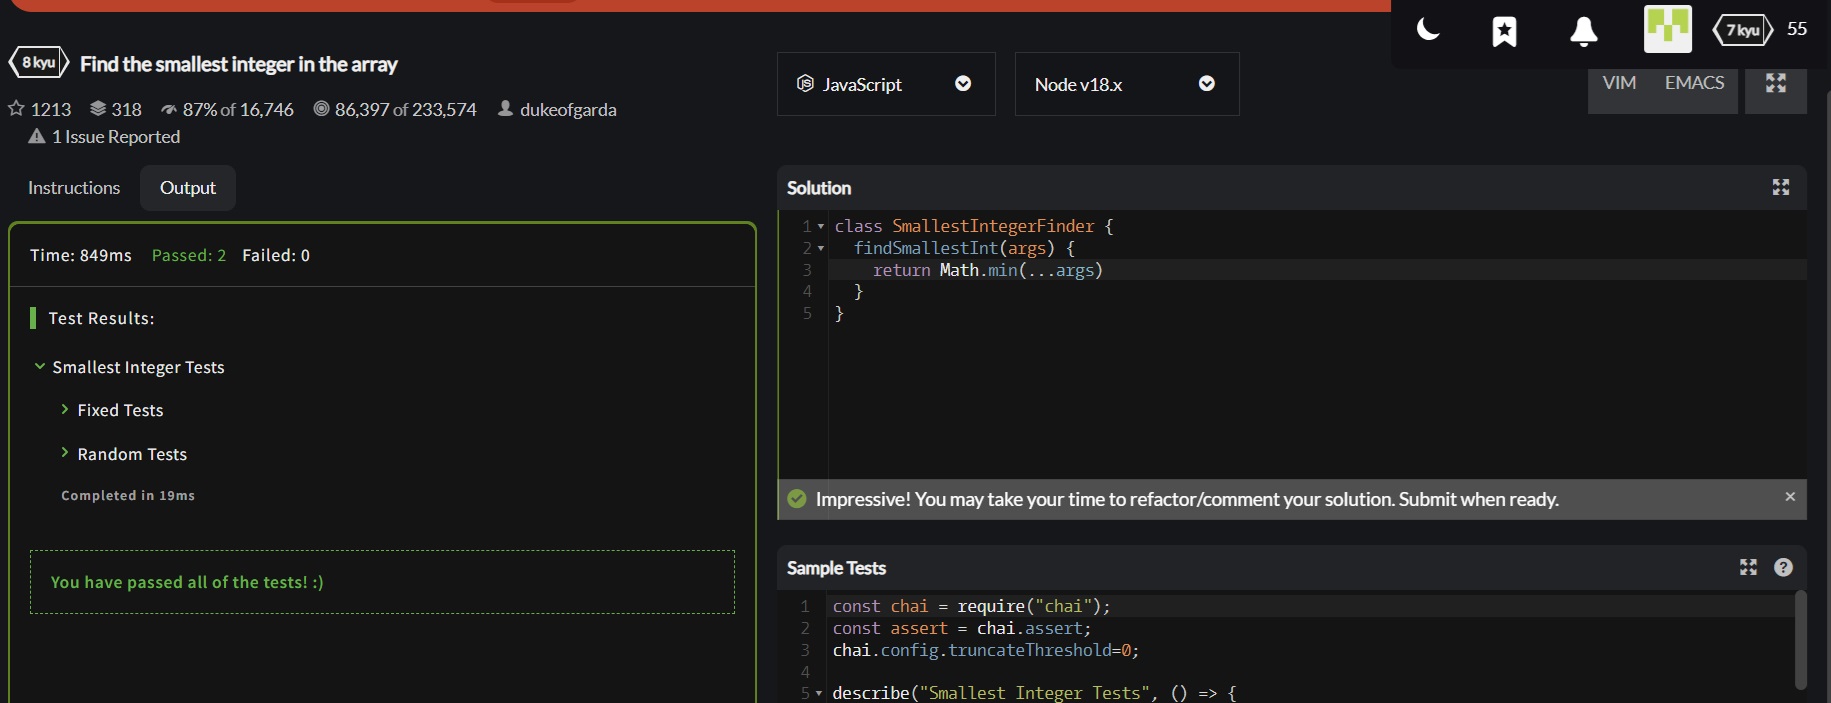 7 kyu 55
8 kyu Find the smallest integer in the array
1213 318 87% of 16,746 86,397 of 233,574 dukeofgarda
1 Issue Reported
JavaScript
Node v18.x
VIM EMACS
Instructions Output
Time: 849ms Passed: 2 Failed: 0
Test Results:
Smallest Integer Tests
Fixed Tests
Random Tests
Completed in 19ms
You have passed all of the tests! :)
Solution
1 class SmallestIntegerFinder {
2 findSmallestInt(args) {
3 return Math.min(...args)
4 }
5 }
Impressive! You may take your time to refactor/comment your solution. Submit when ready.
Sample Tests
1 const chai = require("chai");
2 const assert = chai.assert;
3 chai.config.truncateThreshold=0;
4
5 describe("Smallest Integer Tests", () => {